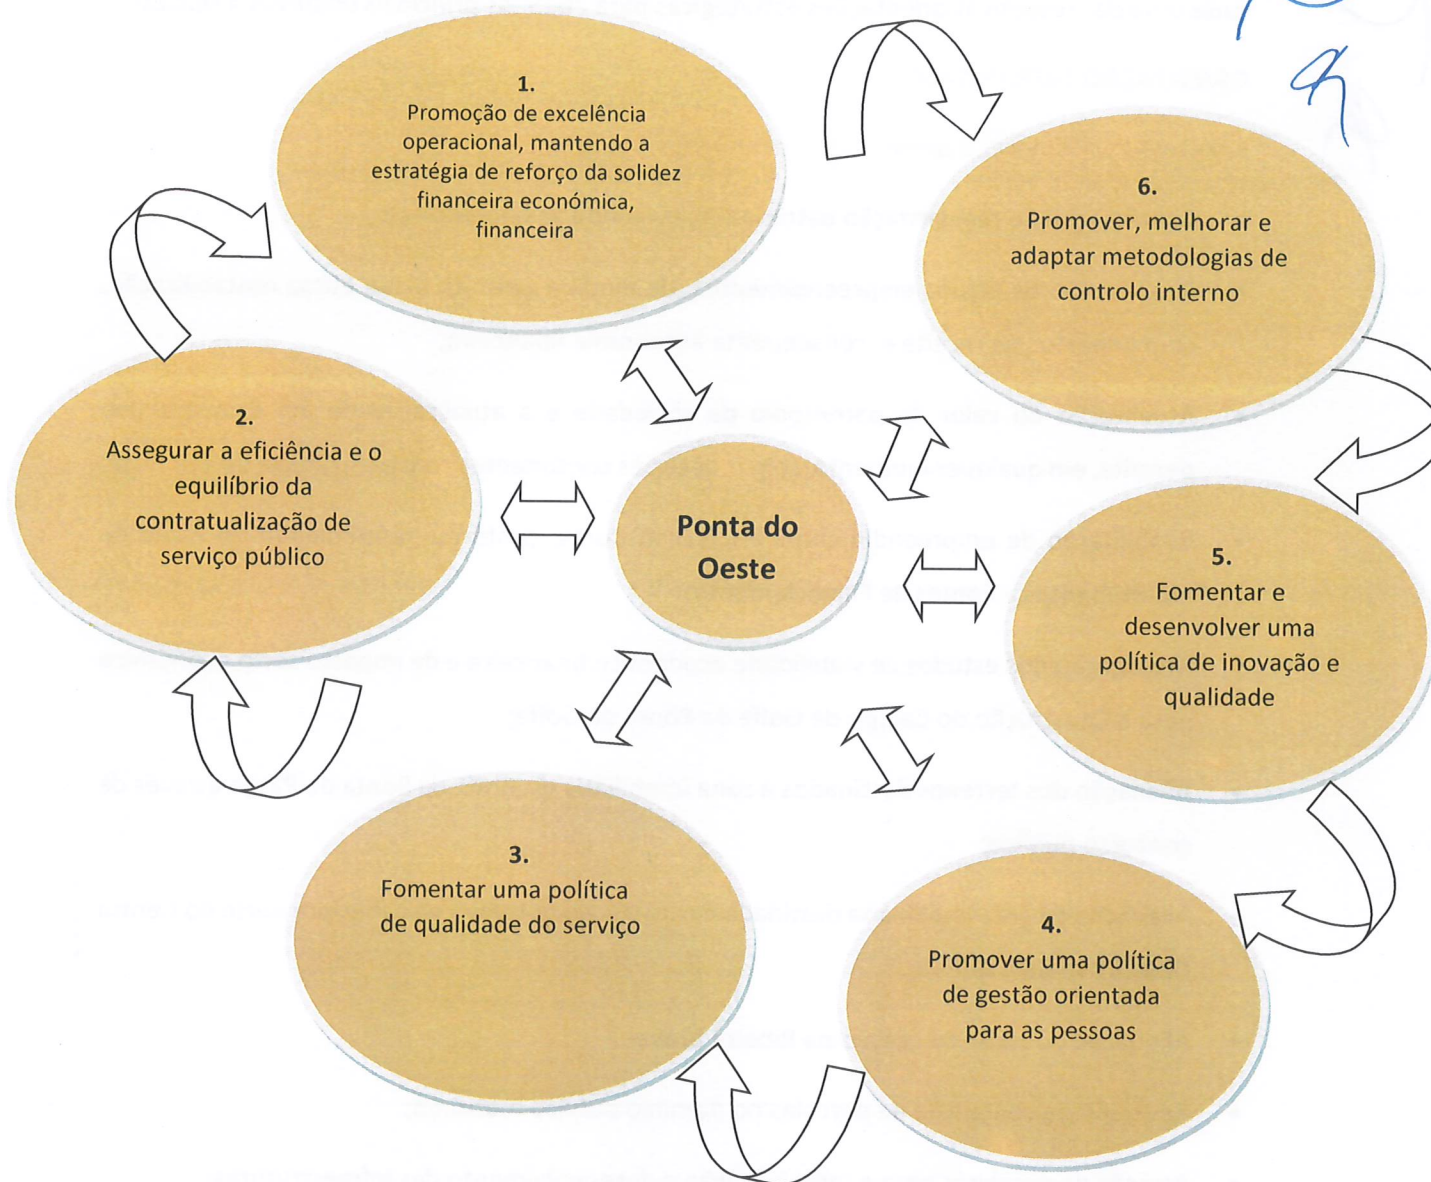 1.
Promoção de excelência
operacional, mantendo a
estratégia de reforço da solidez
financeira económica,
financeira
6.
Promover, melhorar e
adaptar metodologias de
controlo interno
2.
Assegurar a eficiência e o
equilíbrio da
contratualização de
serviço público
Ponta do
Oeste
5.
Fomentar e
desenvolver uma
política de inovação e
qualidade
3.
Fomentar uma política
de qualidade do serviço
4.
Promover uma política
de gestão orientada
para as pessoas